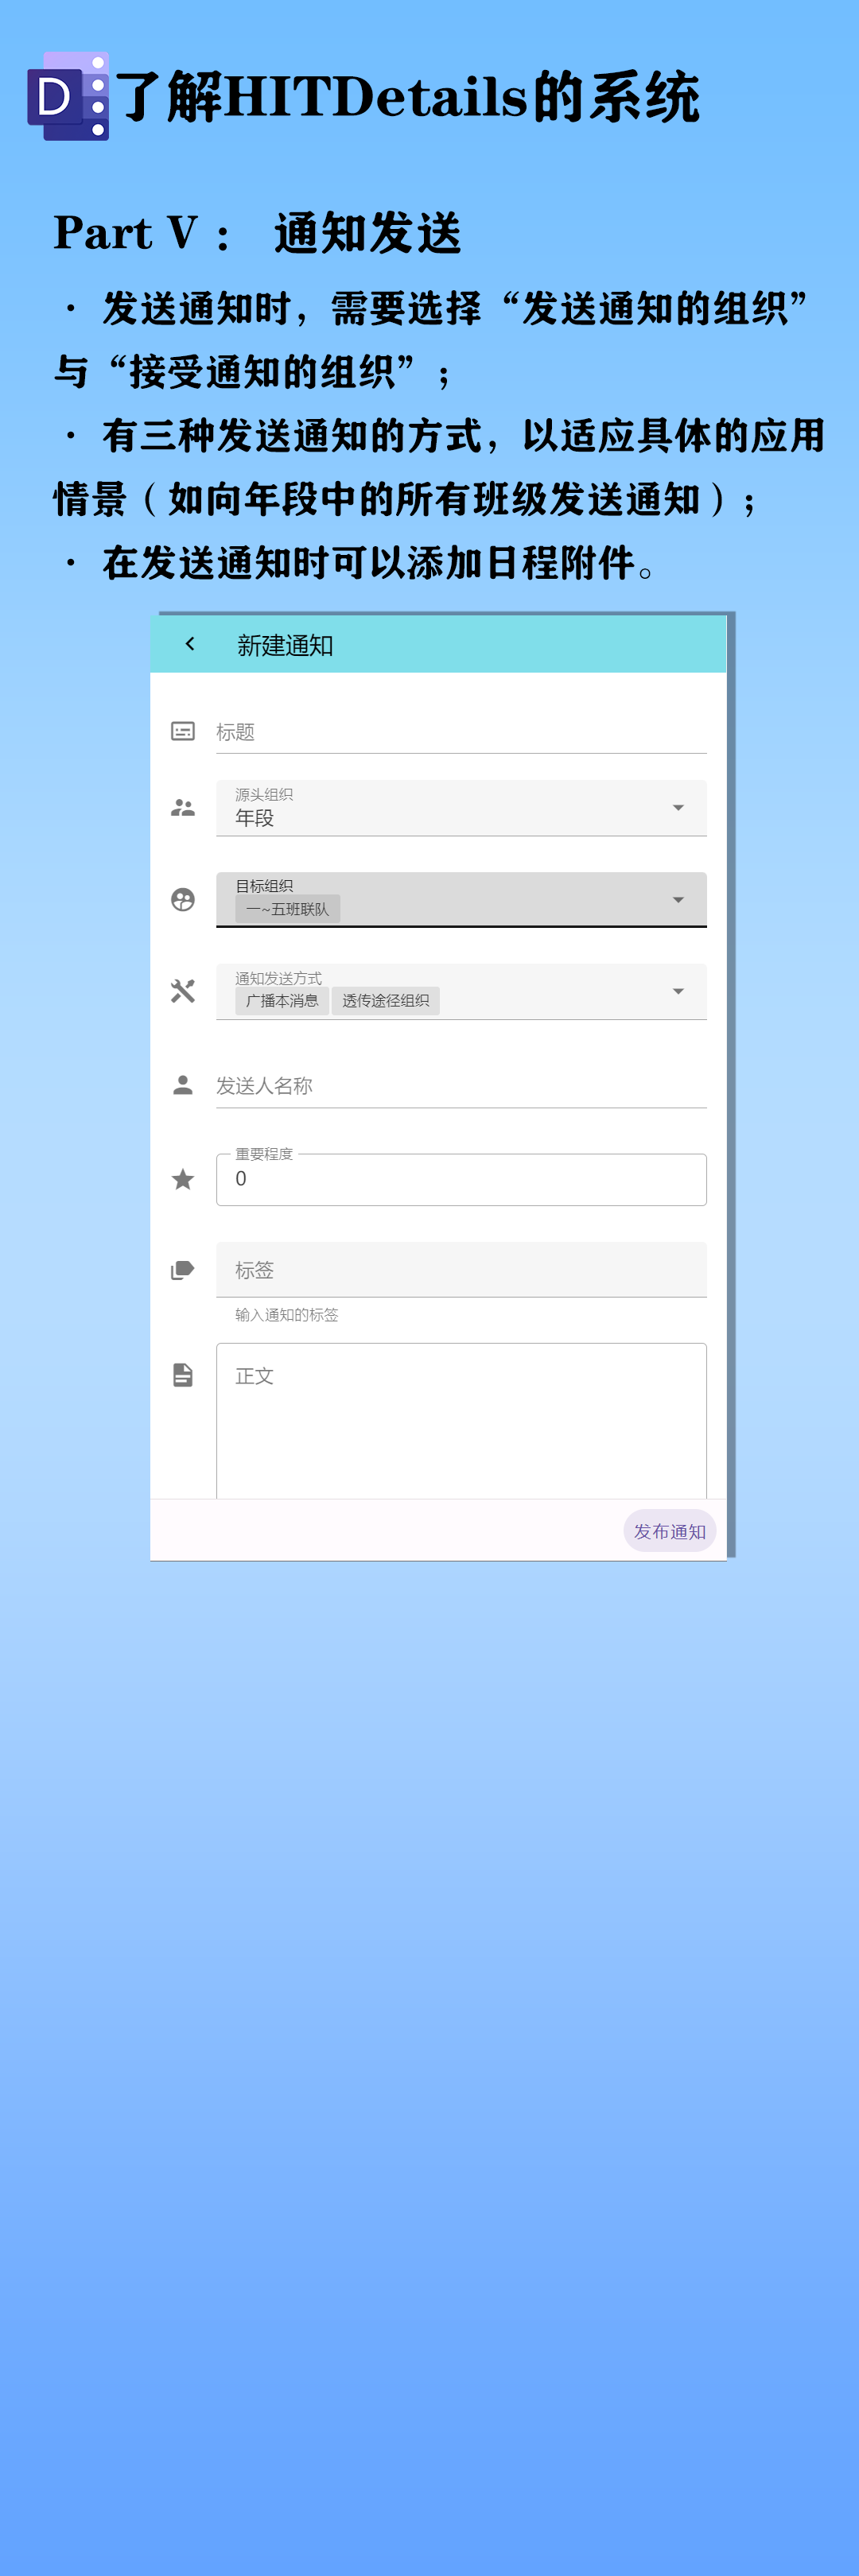 D 了解HITDetails的系统
Part V： 通知发送
· 发送通知时，需要选择“发送通知的组织”
与“接受通知的组织”；
· 有三种发送通知的方式，以适应具体的应用
情景（如向年段中的所有班级发送通知）；
· 在发送通知时可以添加日程附件。
新建通知
标题
源头组织
年段
目标组织
一~五班联队
通知发送方式
广播本消息 透传途径组织
发送人名称
重要程度
0
标签
输入通知的标签
正文
发布通知